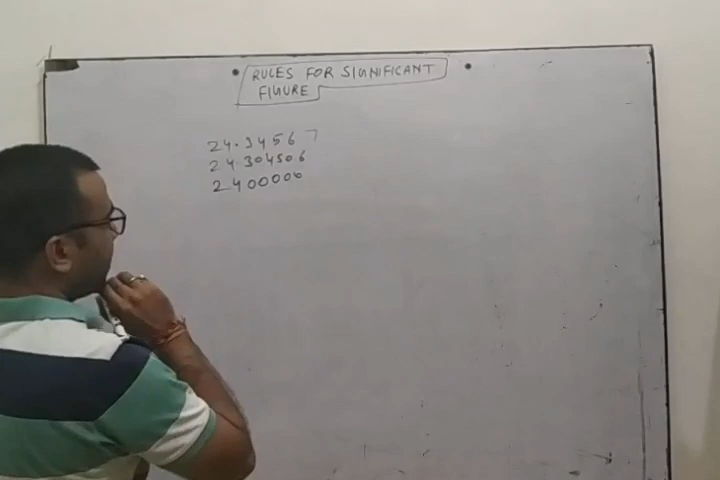 RULES FOR SIGNIFICANT
FIGURE
24.34567
24.304506
2400000